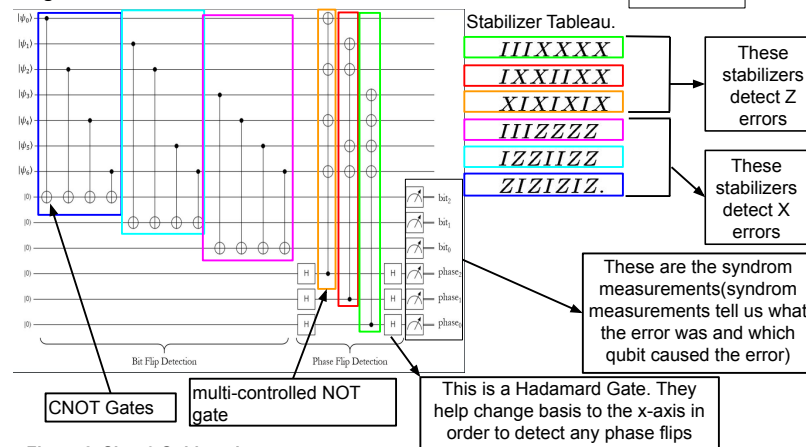 Stabilizer Tableau.
|ψ₀⟩
|ψ₁⟩
|ψ₂⟩
|ψ₃⟩
|ψ₄⟩
|ψ₅⟩
|ψ₆⟩
|0⟩
|0⟩
|0⟩
|0⟩
|0⟩
|0⟩
H
H
H
H
H
H
bit₂
bit₁
bit₀
phase₂
phase₁
phase₀
Bit Flip Detection
Phase Flip Detection
IIIXXXX
IXXIIXX
XIXIXIX
IIIZZZZ
IZZIIZZ
ZIZIZIZ.
These
stabilizers
detect Z
errors
These
stabilizers
detect X
errors
These are the syndrom
measurements(syndrom
measurements tell us what
the error was and which
qubit caused the error)
CNOT Gates
multi-controlled NOT
gate
This is a Hadamard Gate. They
help change basis to the x-axis in
order to detect any phase flips